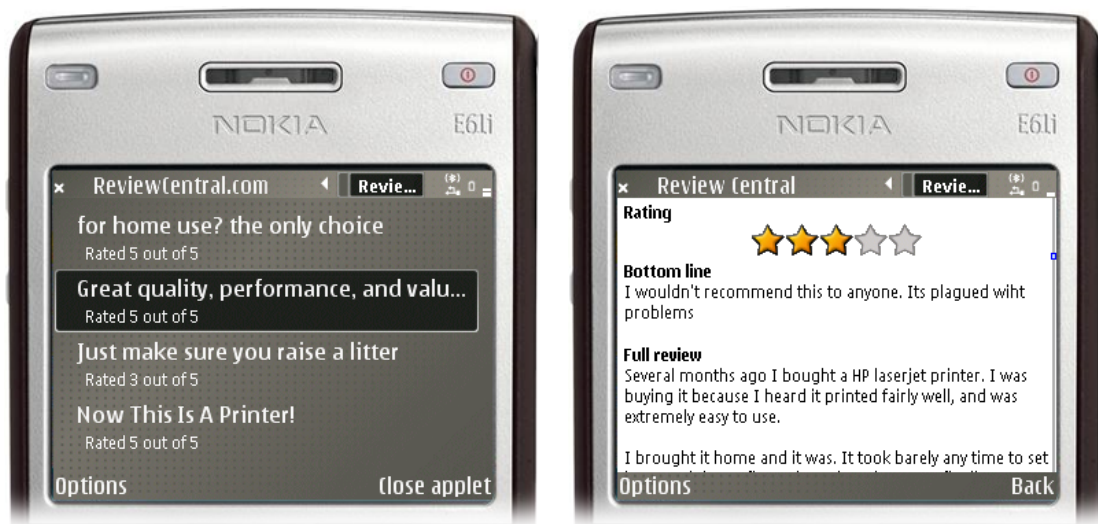 NOKIA
E61i
× ReviewCentral.com
Revie...
for home use? the only choice
Rated 5 out of 5
Great quality, performance, and valu...
Rated 5 out of 5
Just make sure you raise a litter
Rated 3 out of 5
Now This Is A Printer!
Rated 5 out of 5
Options
Close applet
NOKIA
E61i
× Review Central
Revie...
Rating
Bottom line
I wouldn't recommend this to anyone. Its plagued wiht
problems
Full review
Several months ago I bought a HP laserjet printer. I was
buying it because I heard it printed fairly well, and was
extremely easy to use.
I brought it home and it was. It took barely any time to set
Options
Back